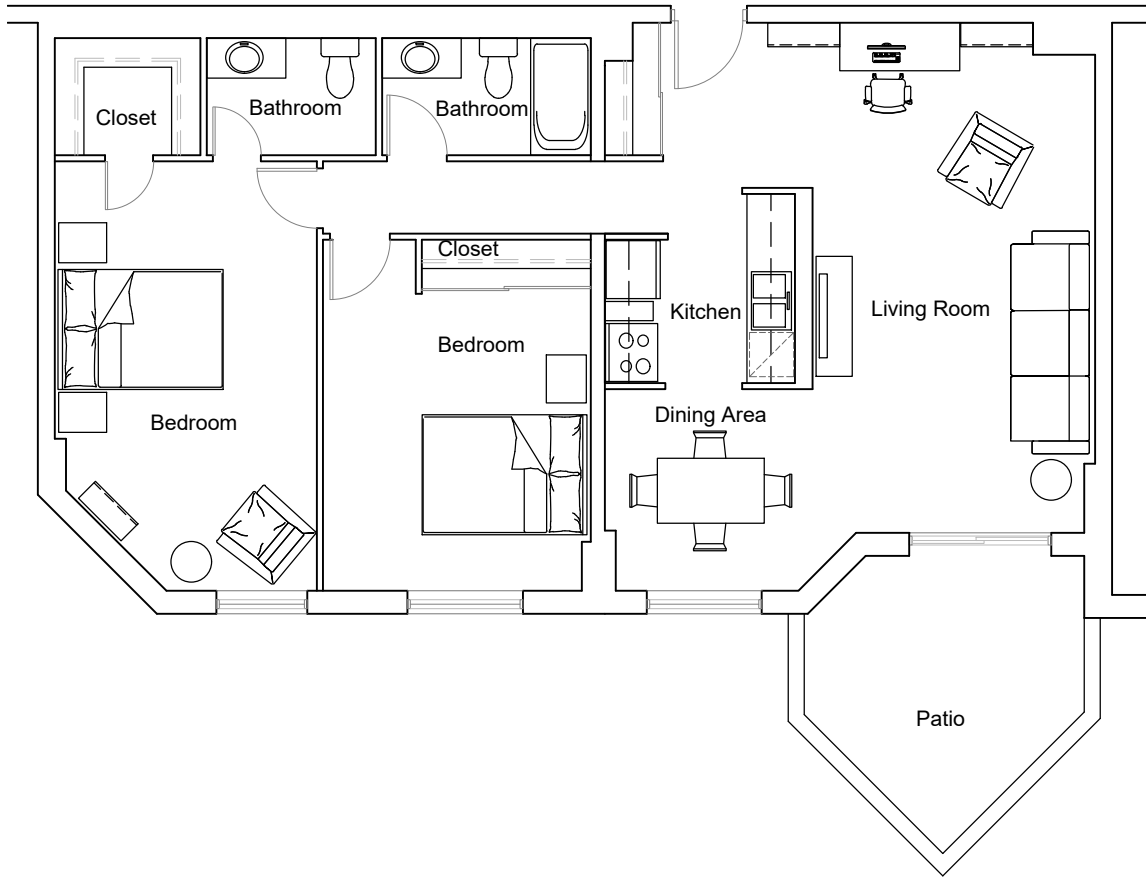 Bathroom
Bathroom
Closet
Closet
Kitchen
Living Room
Bedroom
Dining Area
Bedroom
Patio